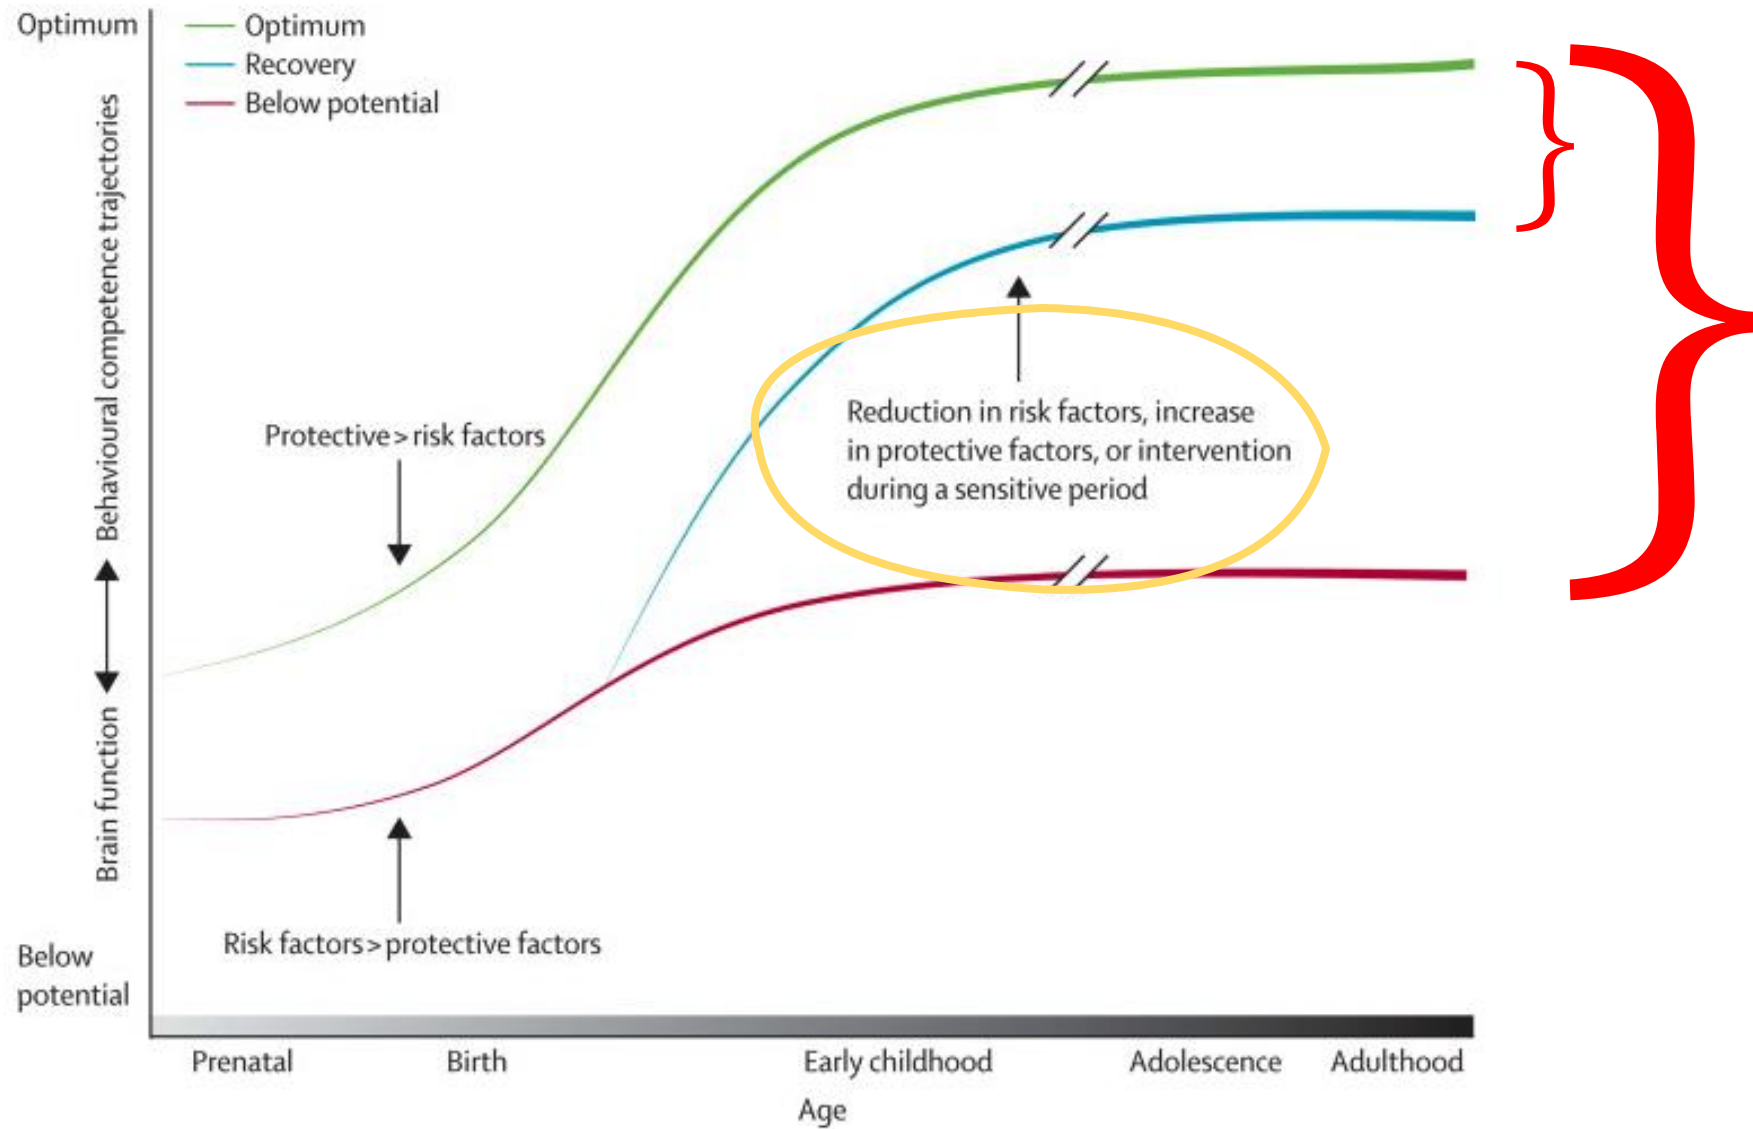 Optimum
Optimum
Recovery
Below potential
Behavioural competence trajectories
Brain function
Protective>risk factors
Reduction in risk factors, increase
in protective factors, or intervention
during a sensitive period
Risk factors>protective factors
Below
potential
Prenatal
Birth
Early childhood
Adolescence
Adulthood
Age